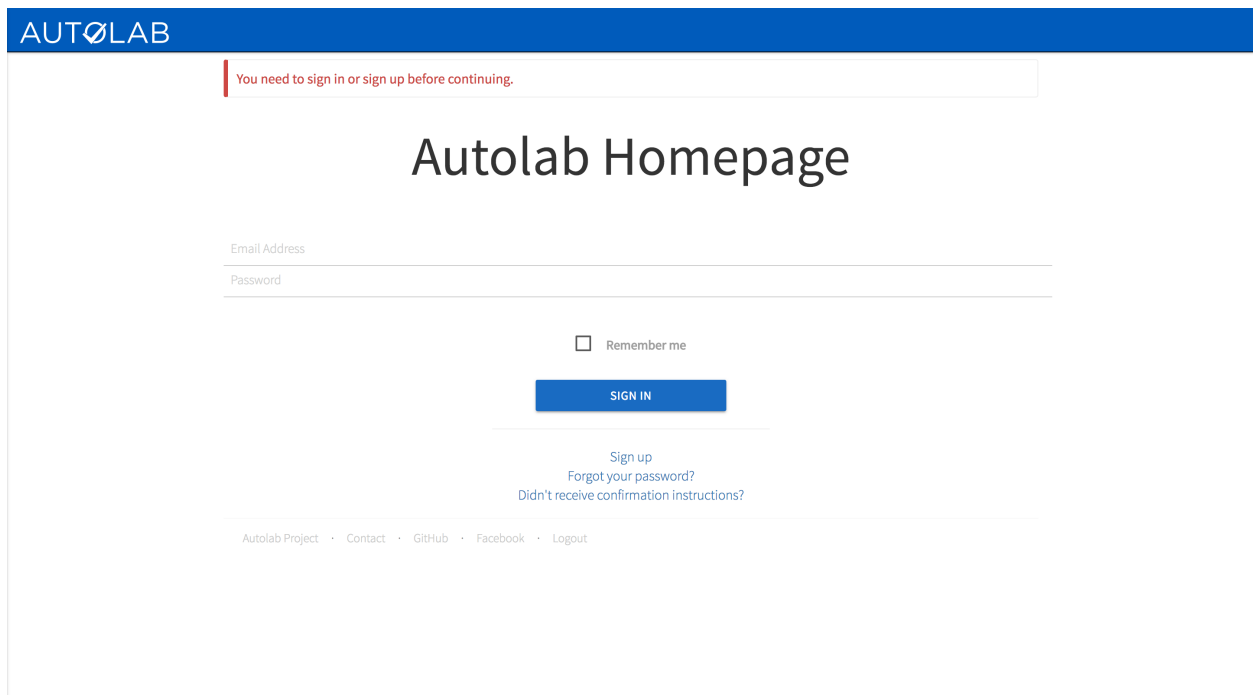 AUTOLAB
You need to sign in or sign up before continuing.
Autolab Homepage
Email Address
Password
Remember me
SIGN IN
Sign up
Forgot your password?
Didn't receive confirmation instructions?
Autolab Project · Contact · GitHub · Facebook · Logout